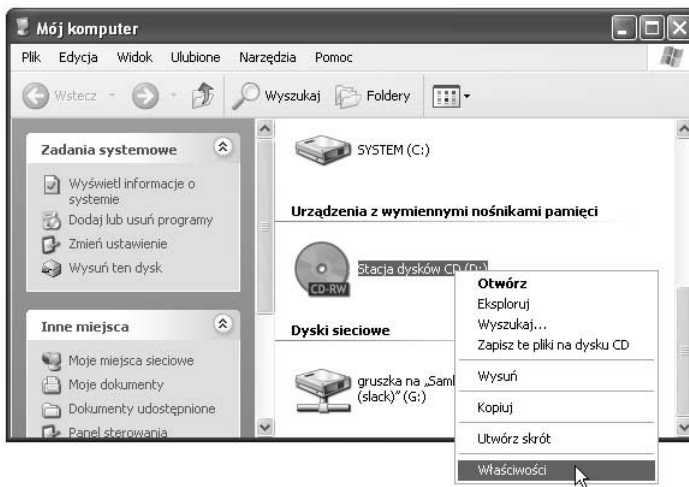 Mój komputer
Plik Edycja Widok Ulubione Narzędzia Pomoc
Wstecz Wyszukaj Foldery
Zadania systemowe
Wyświetl informacje o
systemie
Dodaj lub usuń programy
Zmień ustawienie
Wysuń ten dysk
Inne miejsca
Moje miejsca sieciowe
Moje dokumenty
Dokumenty udostępnione
Panel sterowania
SYSTEM (C:)
Urządzenia z wymiennymi nośnikami pamięci
CD-RW
Stacja dysków CD (D:)
Dyski sieciowe
gruszka na „Saml
(slack)” (G:)
Otwórz
Eksploruj
Wyszukaj...
Zapisz te pliki na dysku CD
Wysuń
Kopiuj
Utwórz skrót
Właściwości